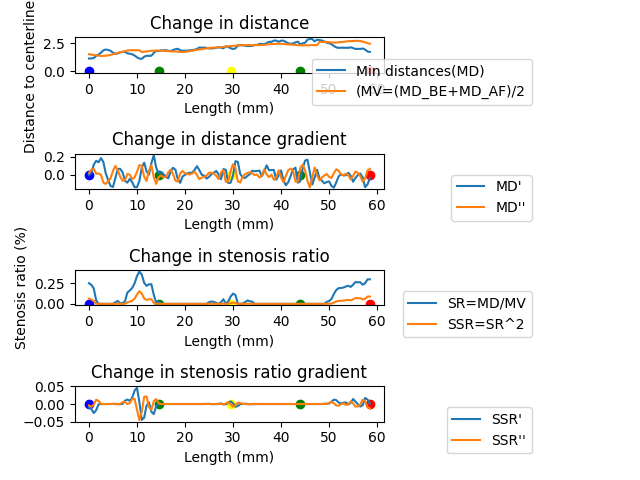 Change in distance
Distance to centerline
2.5
0.0
0 10 20 30 40 50
Length (mm)
Min distances(MD)
(MV=(MD_BE+MD_AF)/2
Change in distance gradient
0.2
0.0
0 10 20 30 40 50 60
Length (mm)
MD'
MD''
Change in stenosis ratio
Stenosis ratio (%)
0.25
0.00
0 10 20 30 40 50 60
Length (mm)
SR=MD/MV
SSR=SR^2
Change in stenosis ratio gradient
0.05
0.00
−0.05
0 10 20 30 40 50 60
Length (mm)
SSR'
SSR''